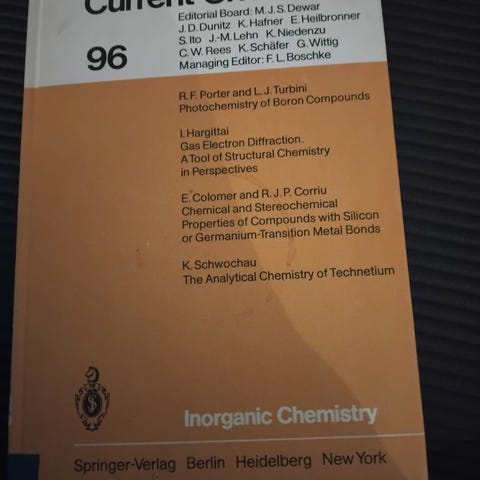 Current
Editorial Board: M.J.S. Dewar
J.D. Dunitz K. Hafner E. Heilbronner
S. Ito J.-M. Lehn K. Niedenzu
C.W. Rees K. Schäfer G. Wittig
Managing Editor: F.L. Boschke
96
R.F. Porter and L.J. Turbini
Photochemistry of Boron Compounds
I. Hargittai
Gas Electron Diffraction.
A Tool of Structural Chemistry
in Perspectives
E. Colomer and R.J.P. Corriu
Chemical and Stereochemical
Properties of Compounds with Silicon
or Germanium-Transition Metal Bonds
K. Schwochau
The Analytical Chemistry of Technetium
Inorganic Chemistry
Springer-Verlag Berlin Heidelberg New York